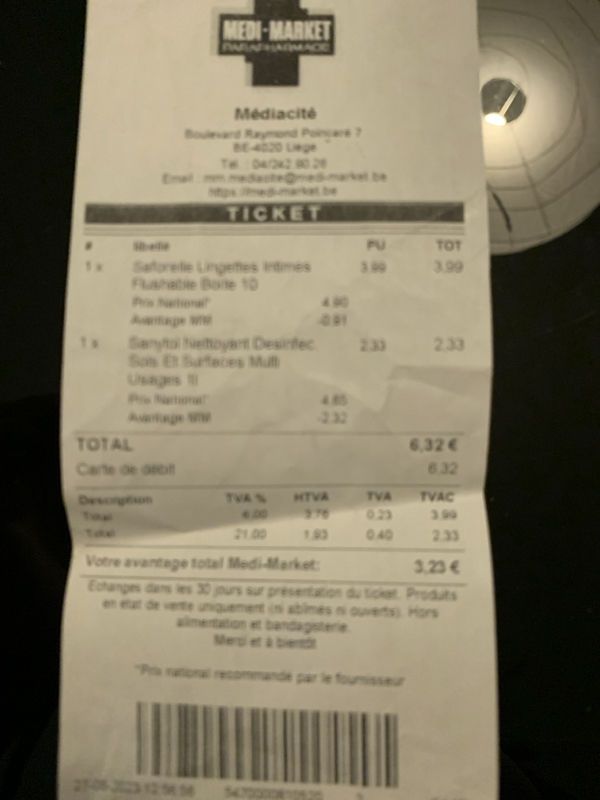 MEDI-MARKET
PARAPHARMACIE
Médiacité
Boulevard Raymond Poincaré 7
BE-4020 Liège
Tél. : 04/242.90.26
Email : mm.mediacite@medi-market.be
https://medi-market.be
TICKET
# libellé PU TOT
1 x Saforelle Lingettes Intimes 3,99 3,99
Flushable Boite 10
Prix National* 4,90
Avantage MM -0,91
1 x Sanytol Nettoyant Desinfec. 2,33 2,33
Sols Et Surfaces Multi
Usages 1l
Prix National* 4,65
Avantage MM -2,32
TOTAL 6,32 €
Carte de débit 6,32
Description TVA % HTVA TVA TVAC
Total 6,00 3,76 0,23 3,99
Total 21,00 1,93 0,40 2,33
Votre avantage total Medi-Market: 3,23 €
Echanges dans les 30 jours sur présentation du ticket. Produits
en état de vente uniquement (ni abîmés ni ouverts). Hors
alimentation et bandagisterie.
Merci et à bientôt
*Prix national recommandé par le fournisseur